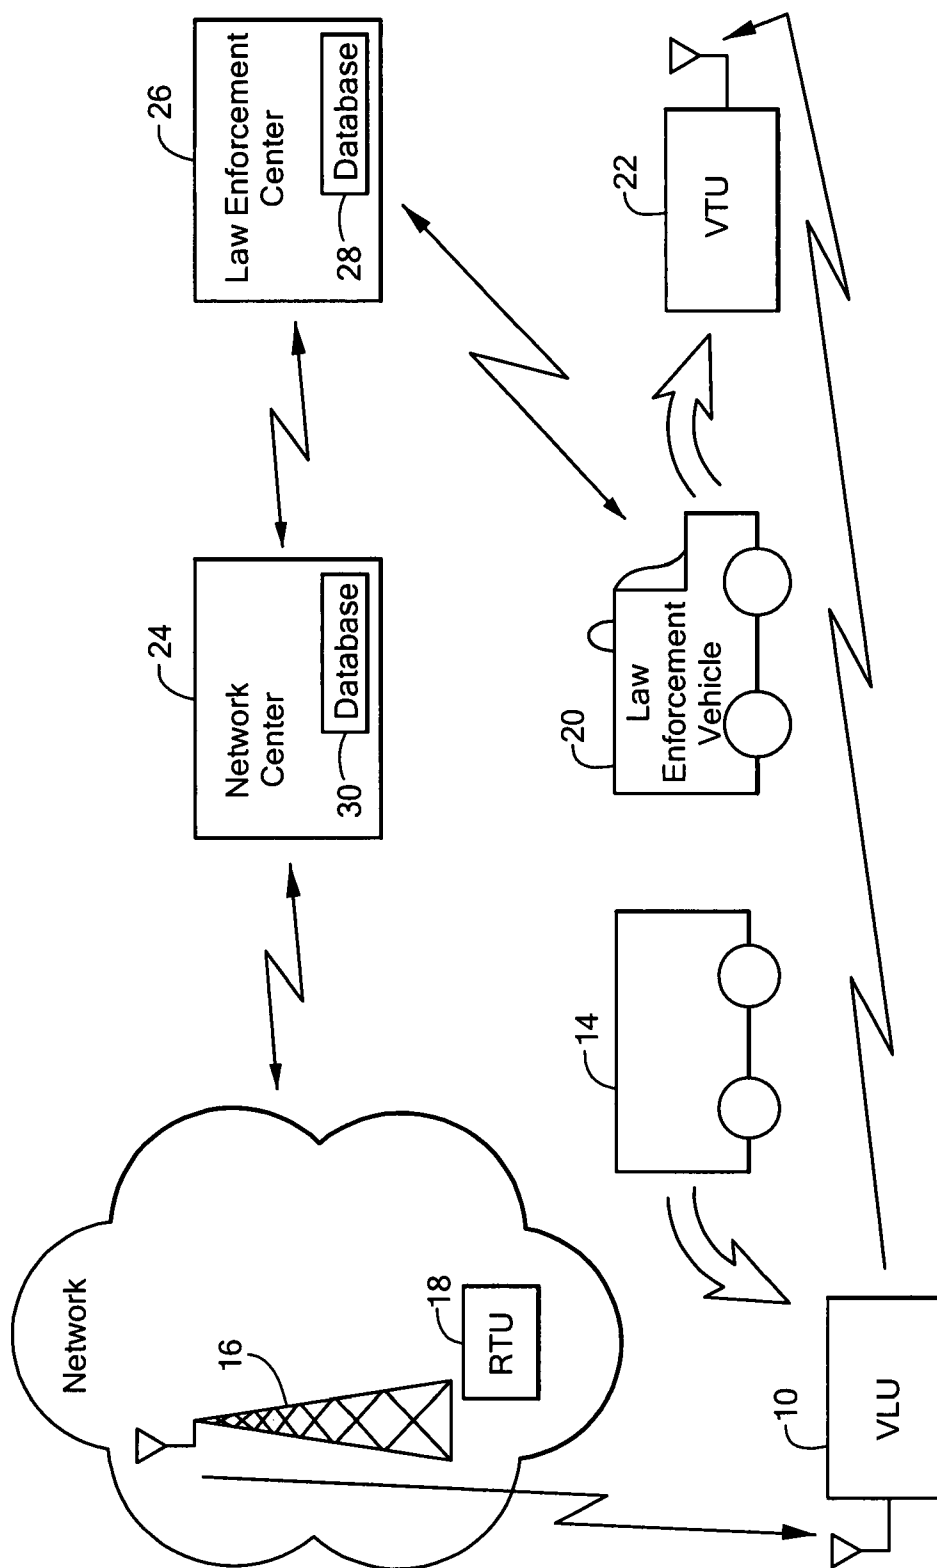 Network
16
18
RTU
24
Network
Center
Database
30
26
Law Enforcement
Center
Database
28
10
VLU
14
20
Law
Enforcement
Vehicle
22
VTU